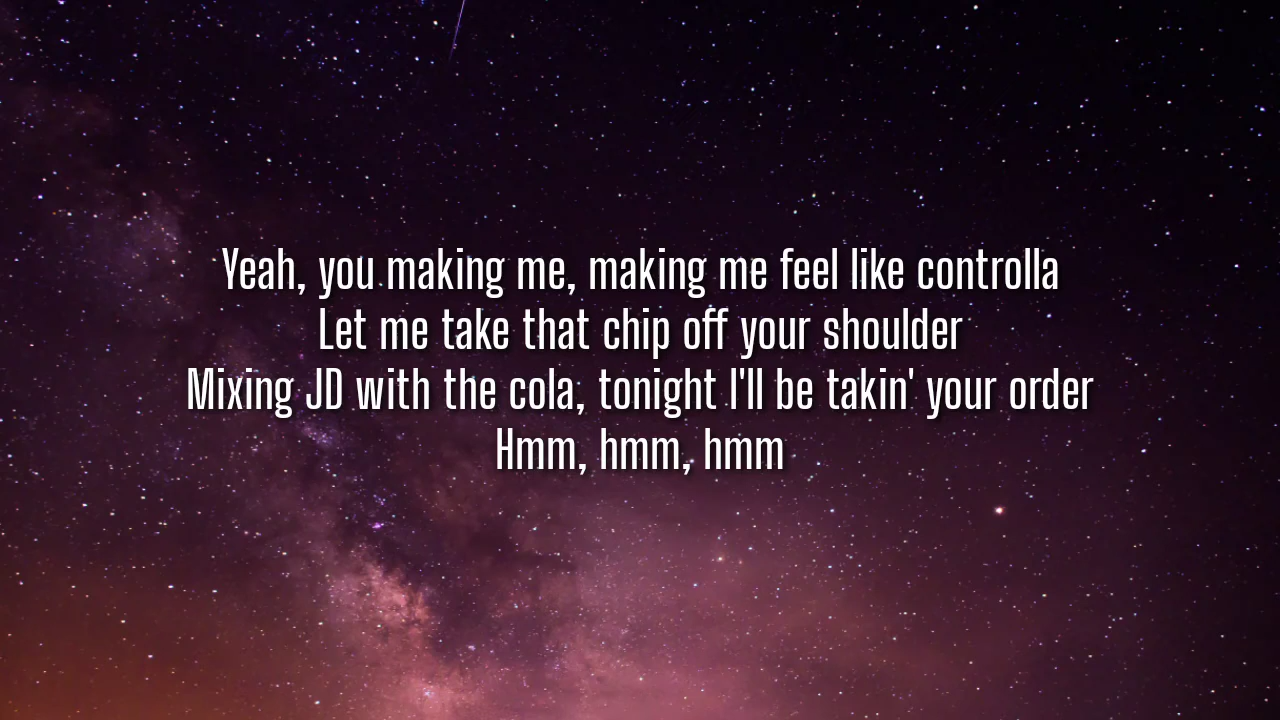 Yeah, you making me, making me feel like controlla
Let me take that chip off your shoulder
Mixing JD with the cola, tonight I'll be takin' your order
Hmm, hmm, hmm